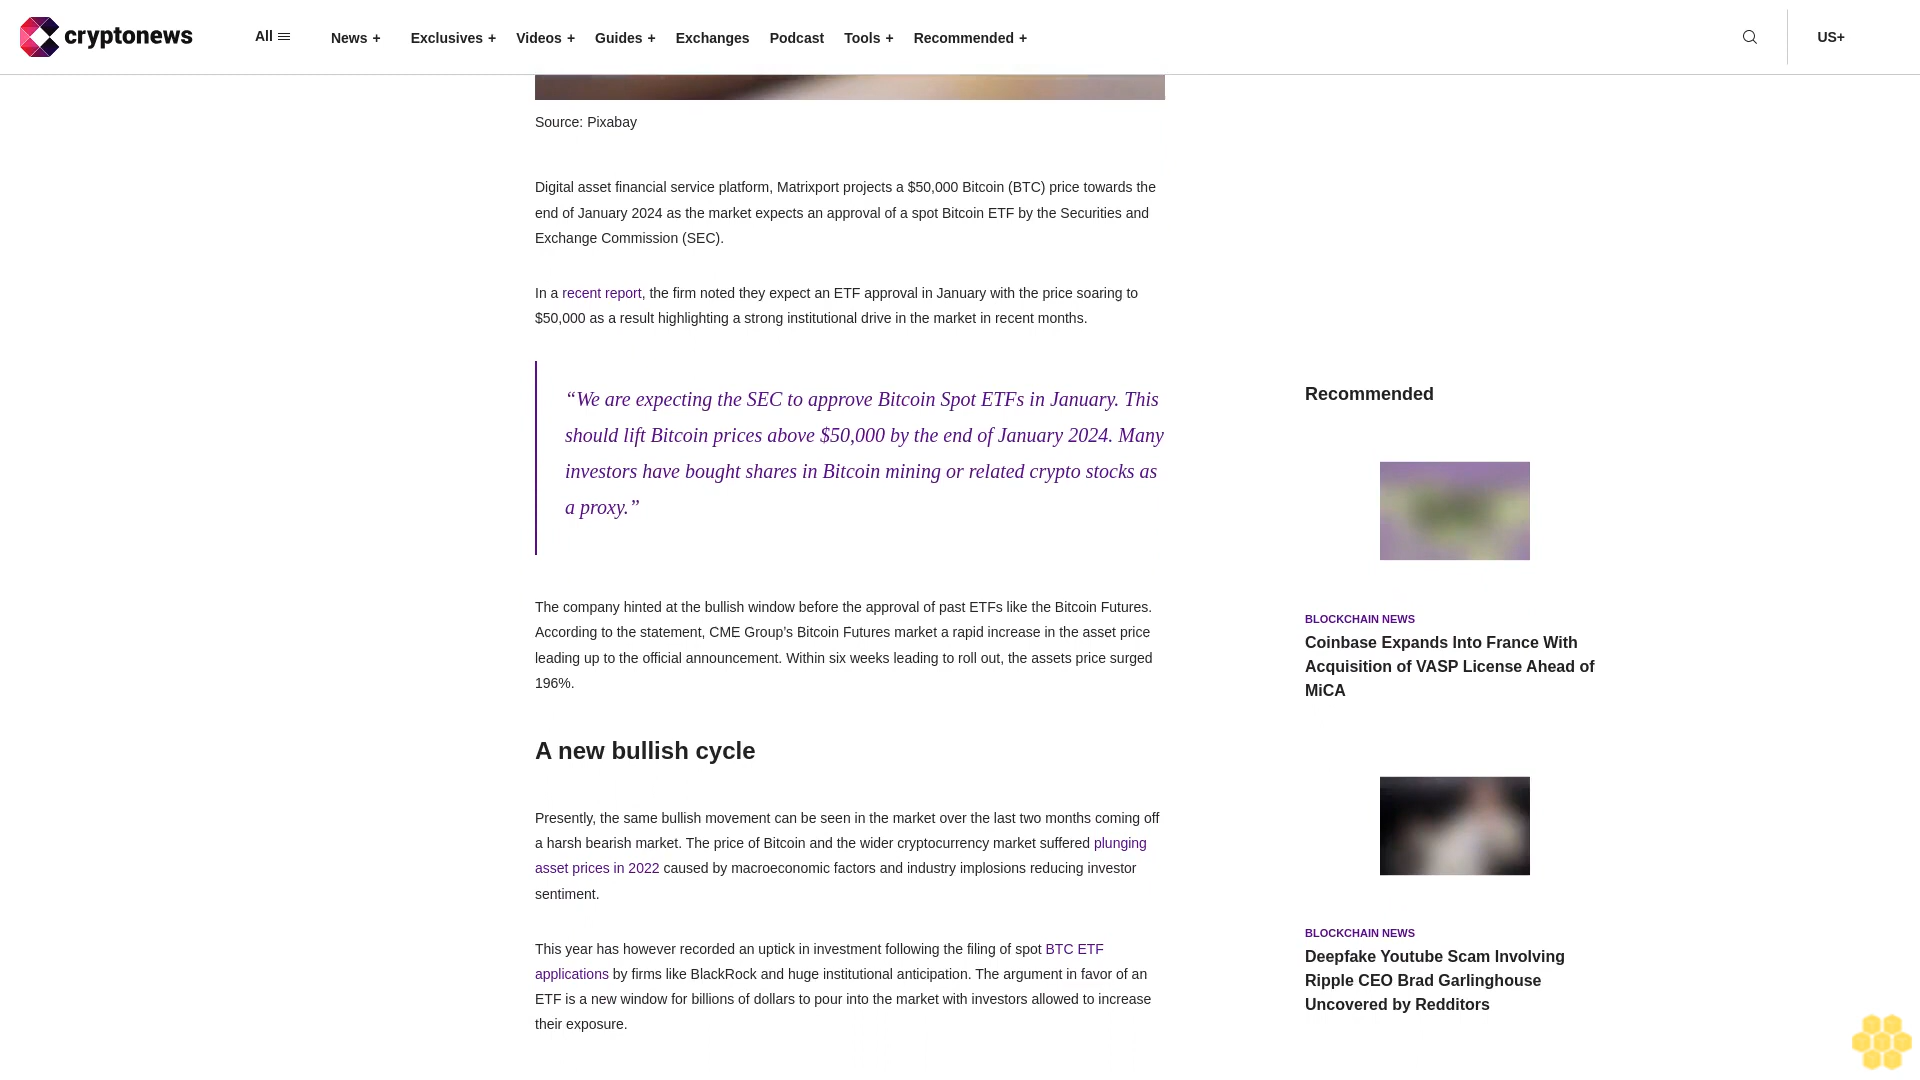 cryptonews
All
News +
Exclusives +
Videos +
Guides +
Exchanges
Podcast
Tools +
Recommended +
US+
Source: Pixabay
Digital asset financial service platform, Matrixport projects a $50,000 Bitcoin (BTC) price towards the
end of January 2024 as the market expects an approval of a spot Bitcoin ETF by the Securities and
Exchange Commission (SEC).
In a recent report, the firm noted they expect an ETF approval in January with the price soaring to
$50,000 as a result highlighting a strong institutional drive in the market in recent months.
“We are expecting the SEC to approve Bitcoin Spot ETFs in January. This
should lift Bitcoin prices above $50,000 by the end of January 2024. Many
investors have bought shares in Bitcoin mining or related crypto stocks as
a proxy.”
The company hinted at the bullish window before the approval of past ETFs like the Bitcoin Futures.
According to the statement, CME Group’s Bitcoin Futures market a rapid increase in the asset price
leading up to the official announcement. Within six weeks leading to roll out, the assets price surged
196%.
A new bullish cycle
Presently, the same bullish movement can be seen in the market over the last two months coming off
a harsh bearish market. The price of Bitcoin and the wider cryptocurrency market suffered plunging
asset prices in 2022 caused by macroeconomic factors and industry implosions reducing investor
sentiment.
This year has however recorded an uptick in investment following the filing of spot BTC ETF
applications by firms like BlackRock and huge institutional anticipation. The argument in favor of an
ETF is a new window for billions of dollars to pour into the market with investors allowed to increase
their exposure.
Recommended
BLOCKCHAIN NEWS
Coinbase Expands Into France With
Acquisition of VASP License Ahead of
MiCA
BLOCKCHAIN NEWS
Deepfake Youtube Scam Involving
Ripple CEO Brad Garlinghouse
Uncovered by Redditors